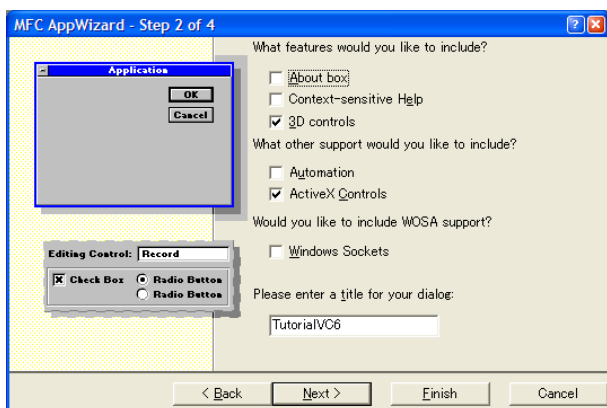 MFC AppWizard - Step 2 of 4
What features would you like to include?
About box
Context-sensitive Help
3D controls
What other support would you like to include?
Automation
ActiveX Controls
Would you like to include WOSA support?
Windows Sockets
Please enter a title for your dialog:
TutorialVC6
Application
OK
Cancel
Editing Control: Record
Check Box Radio Button
Radio Button
< Back Next > Finish Cancel